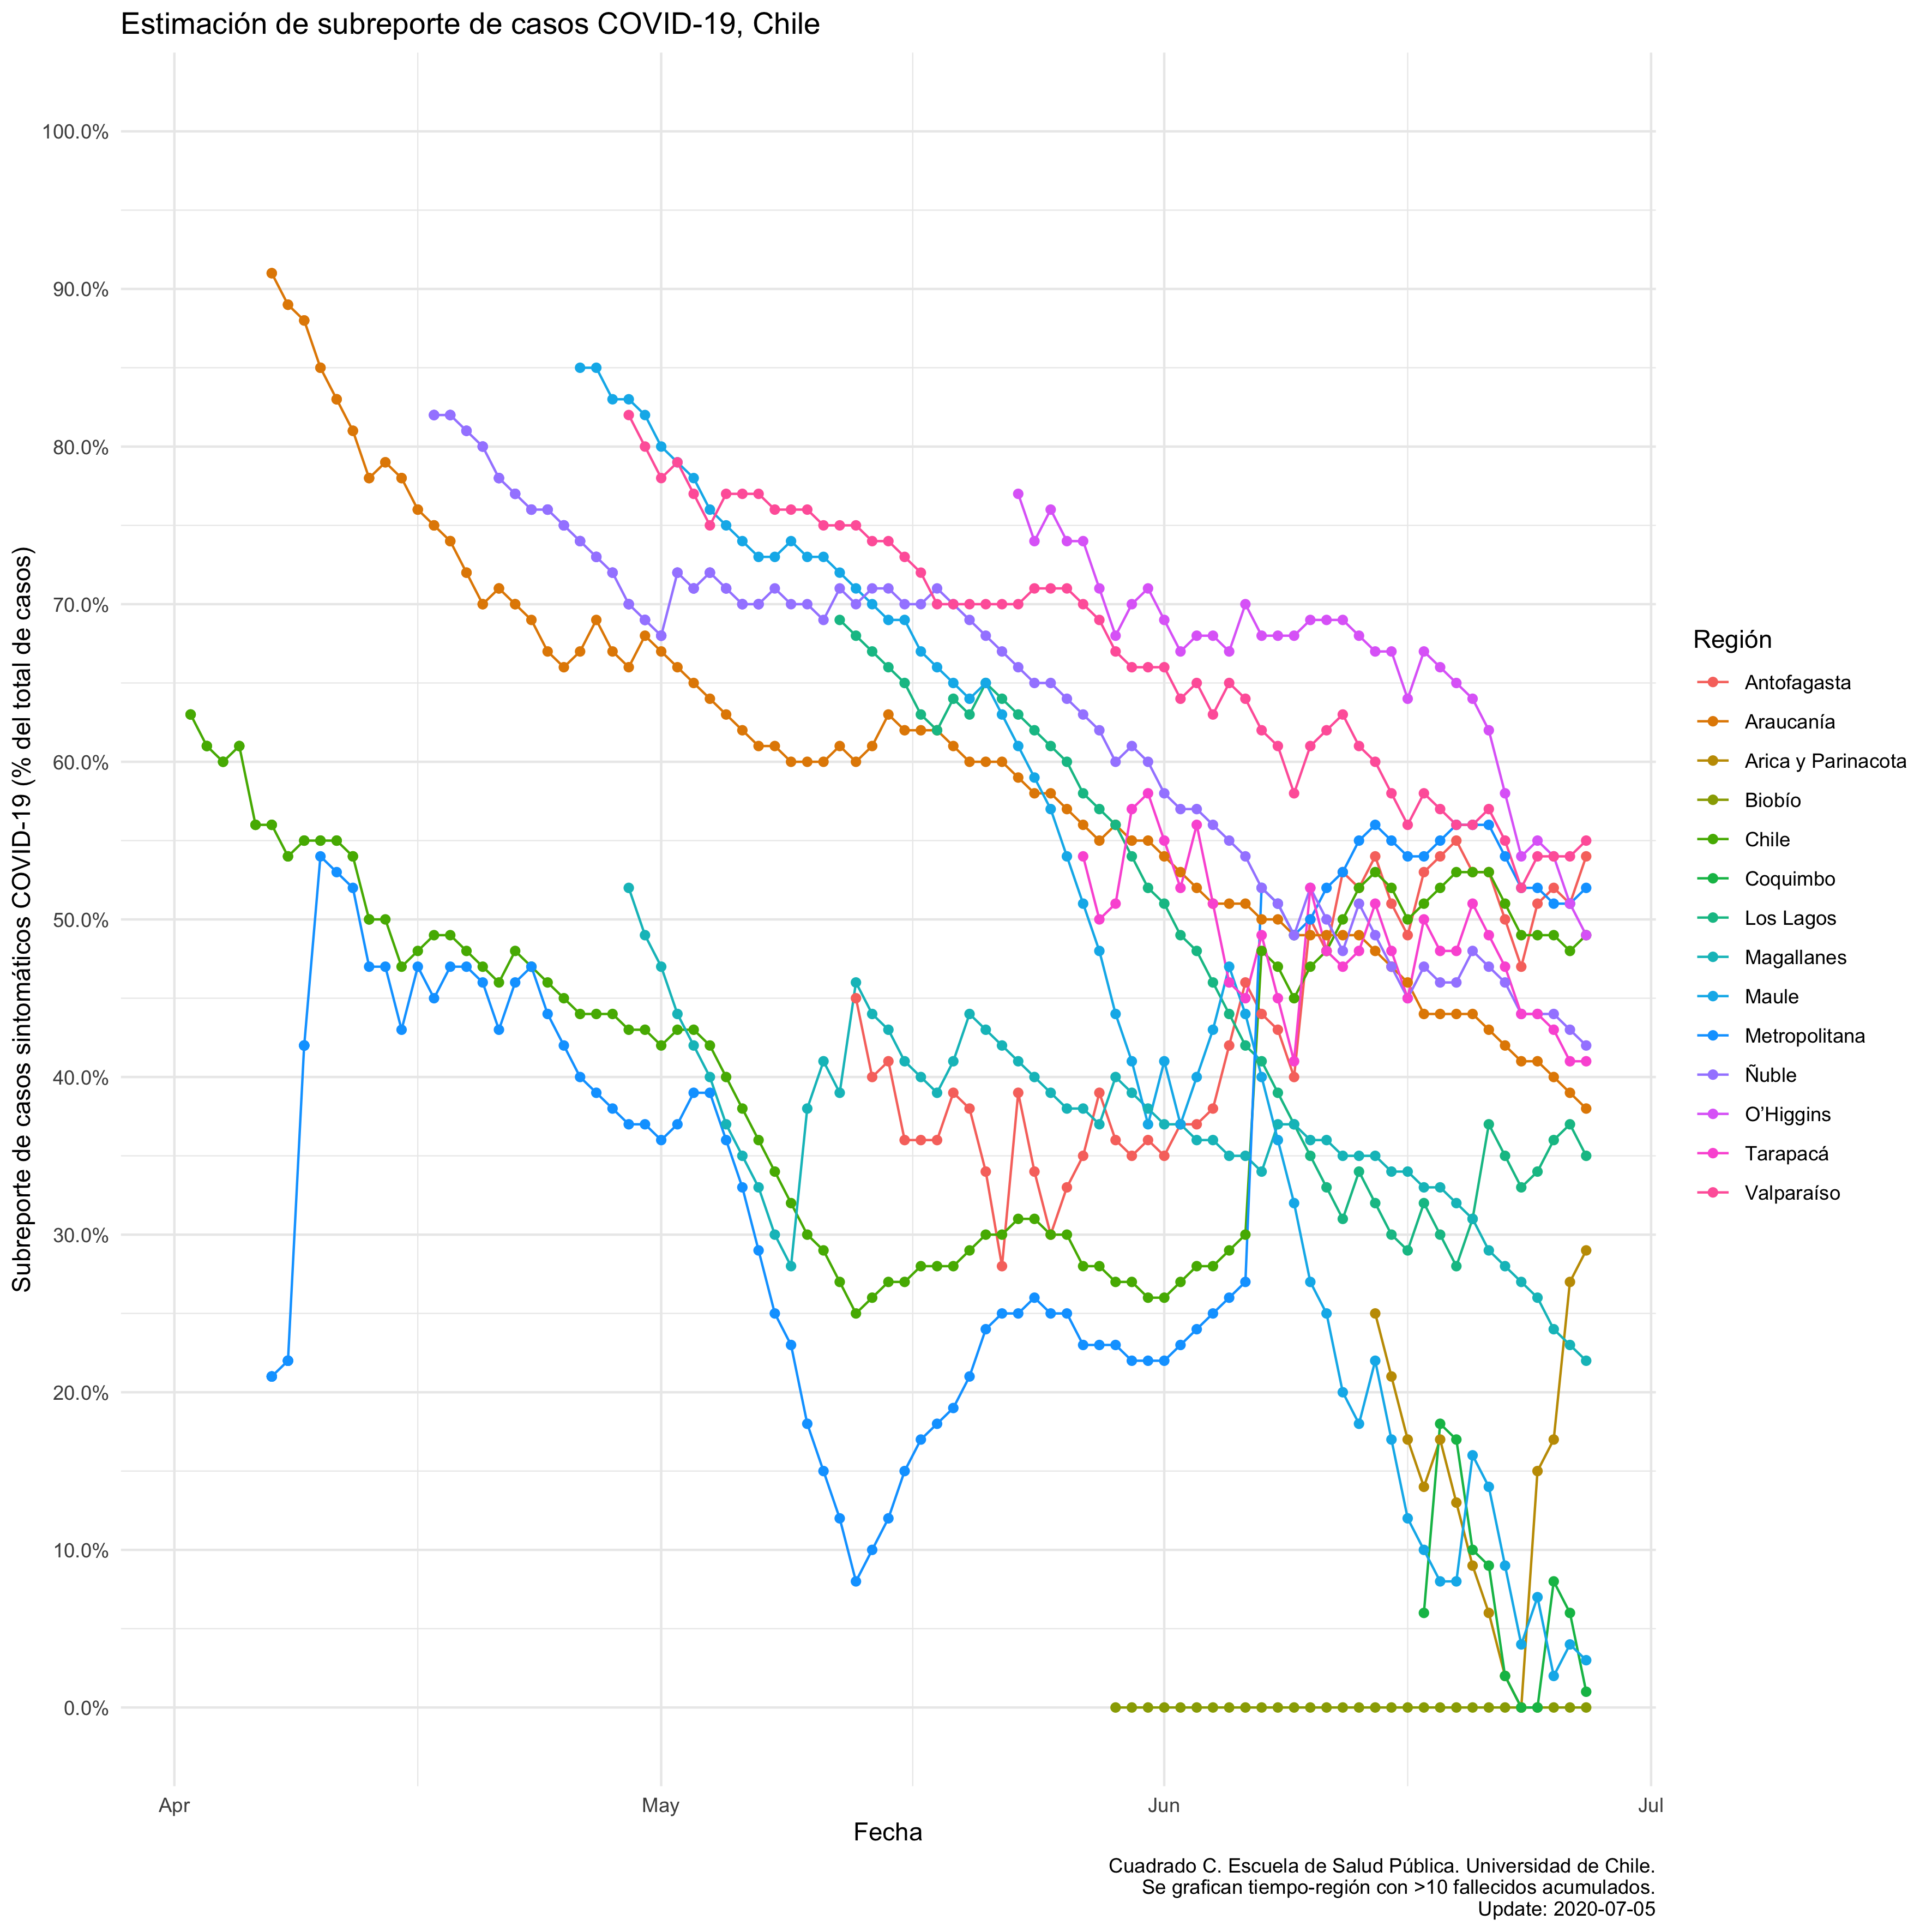 Estimación de subreporte de casos COVID-19, Chile
Subreporte de casos sintomáticos COVID-19 (% del total de casos)
100.0%
90.0%
80.0%
70.0%
60.0%
50.0%
40.0%
30.0%
20.0%
10.0%
0.0%
Apr
May
Jun
Jul
Fecha
Región
Antofagasta
Araucanía
Arica y Parinacota
Biobío
Chile
Coquimbo
Los Lagos
Magallanes
Maule
Metropolitana
Ñuble
O’Higgins
Tarapacá
Valparaíso
Cuadrado C. Escuela de Salud Pública. Universidad de Chile.
Se grafican tiempo-región con >10 fallecidos acumulados.
Update: 2020-07-05